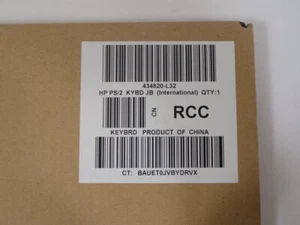 434820-L32
HP PS/2 KYBD JB (International) QTY:1
CN
RCC
KEYBRD PRODUCT OF CHINA
CT: BAUET0JVBYDRVX